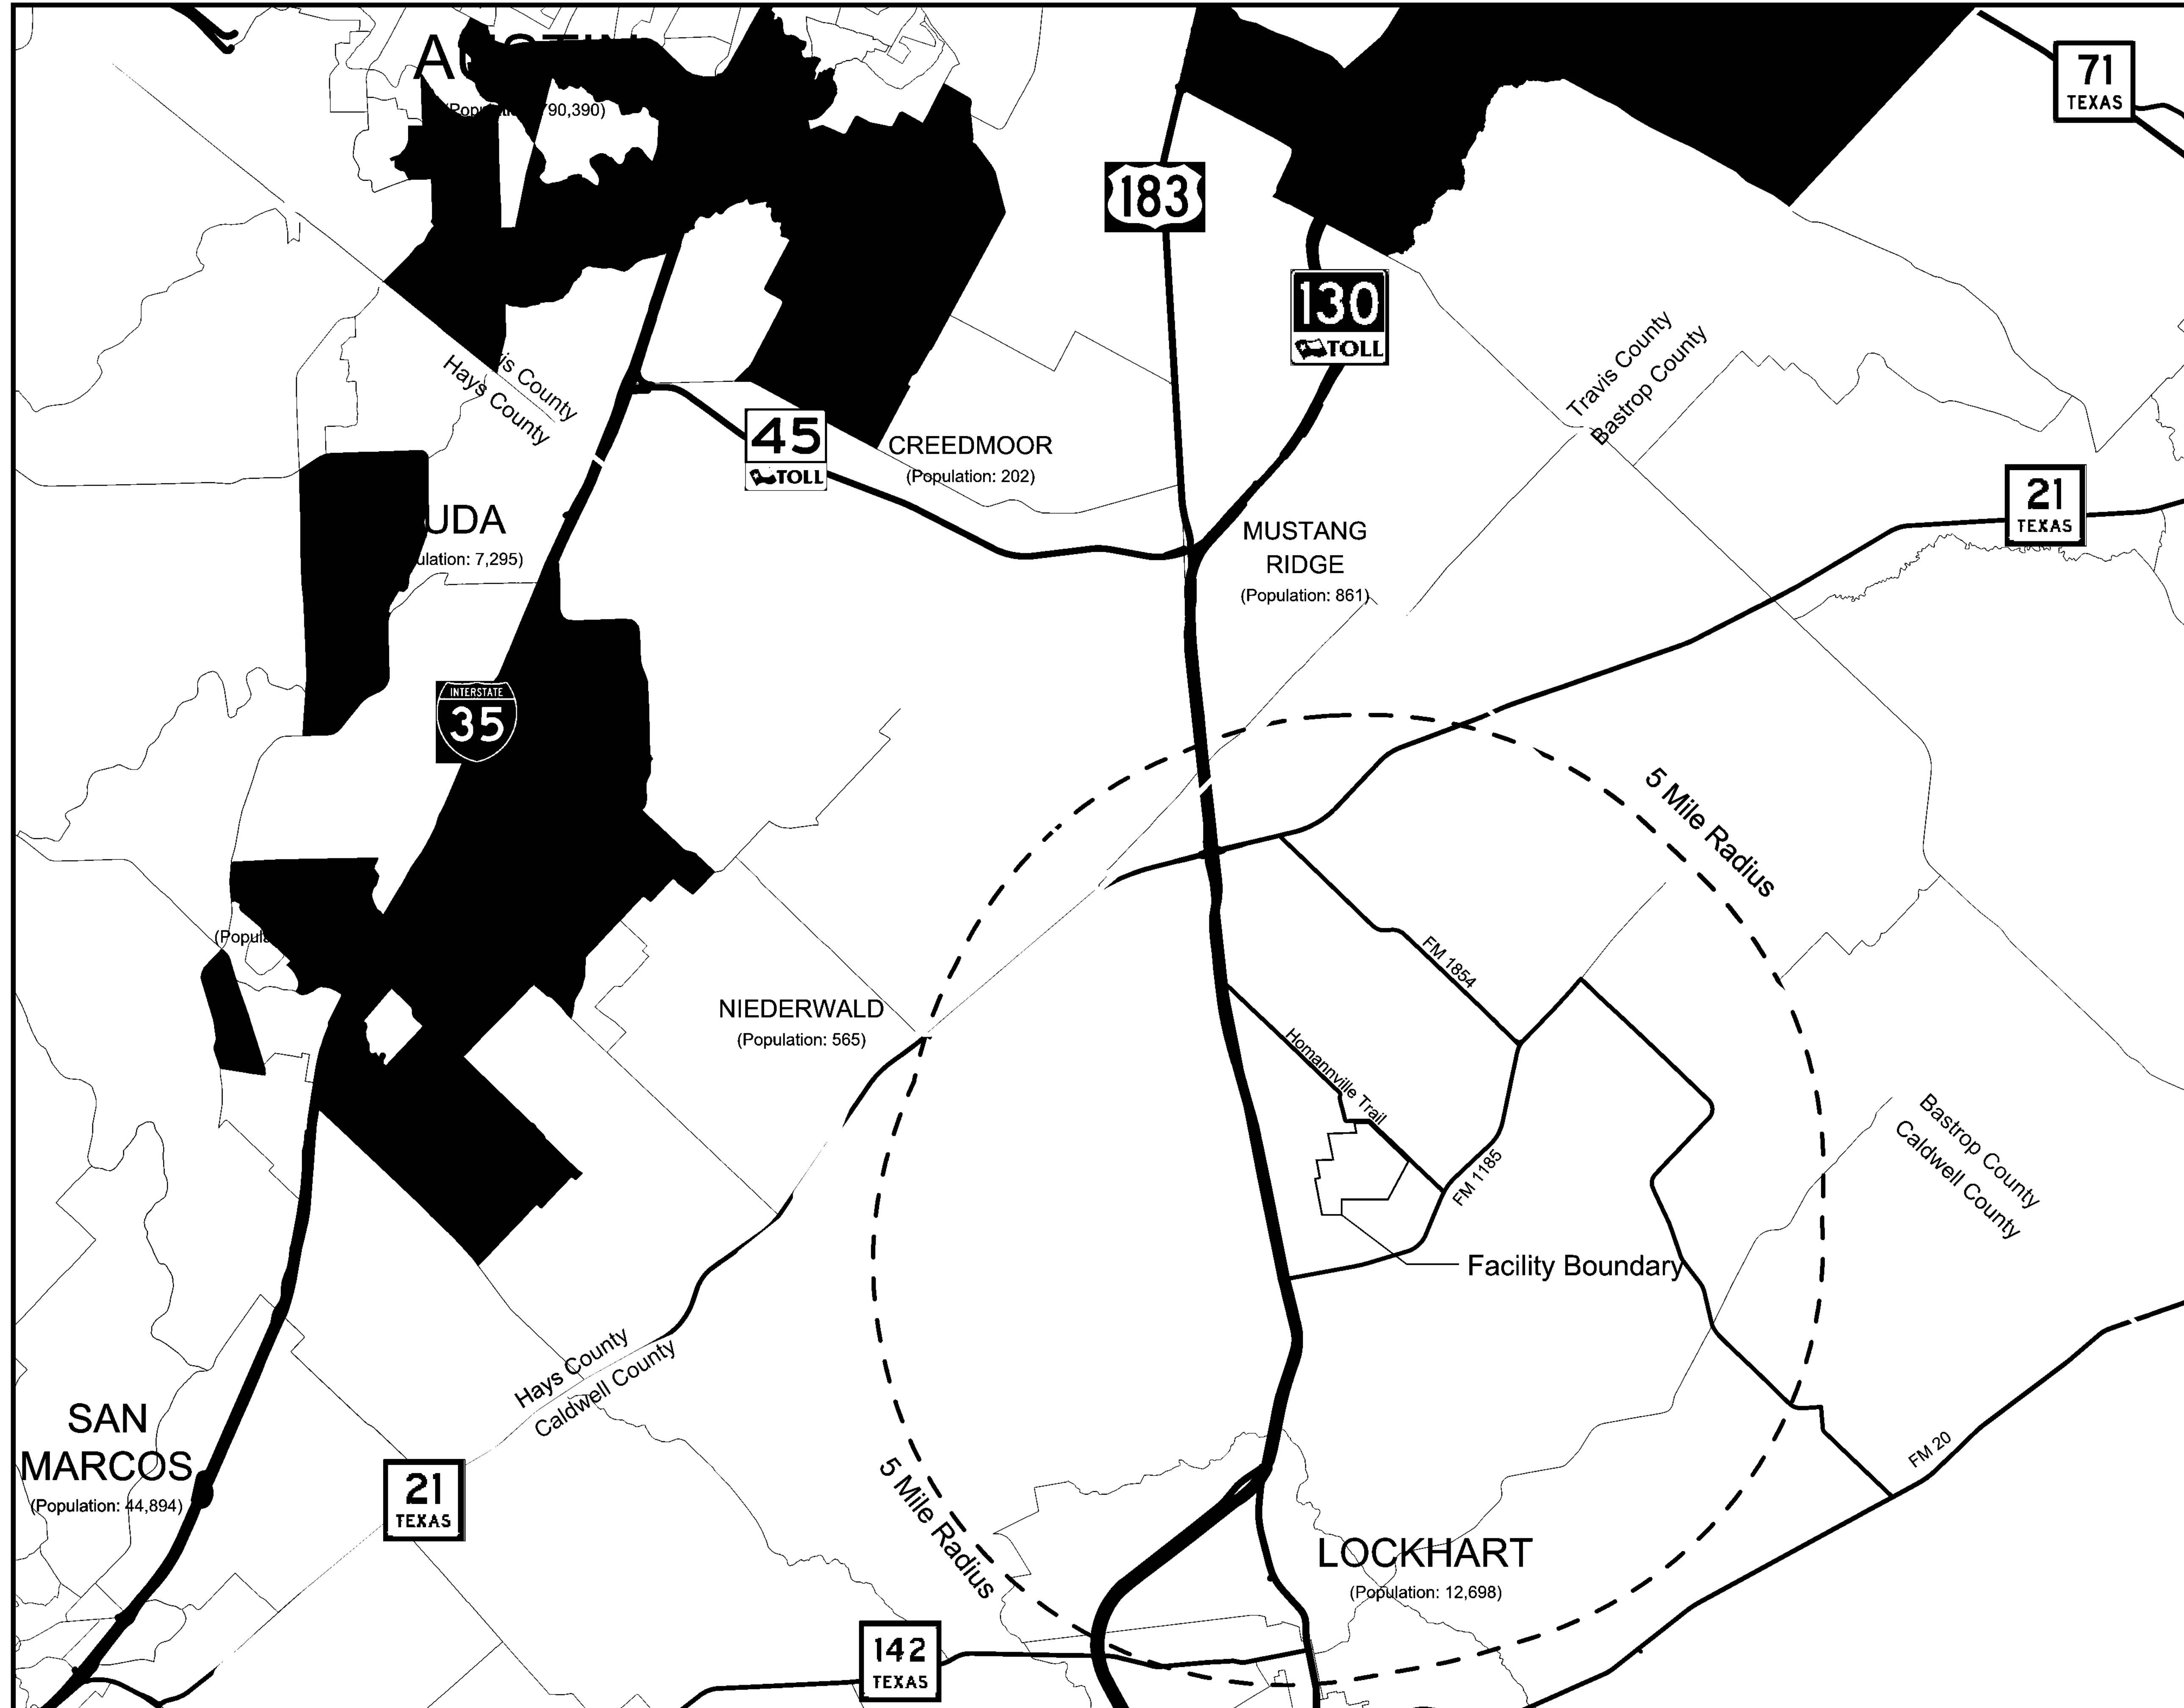 71
TEXAS
183
130
TOLL
Travis County
Bastrop County
Hays County
County
45
TOLL
CREEDMOOR
(Population: 202)
21
TEXAS
MUSTANG
RIDGE
(Population: 861)
7,295)
INTERSTATE
35
5 Mile Radius
FM 1854
NIEDERWALD
(Population: 565)
Homannville Trail
FM 1185
Bastrop County
Caldwell County
Facility Boundary
Hays County
Caldwell County
SAN
MARCOS
(Population: 44,894)
21
TEXAS
5 Mile Radius
FM 20
LOCKHART
(Population: 12,698)
142
TEXAS